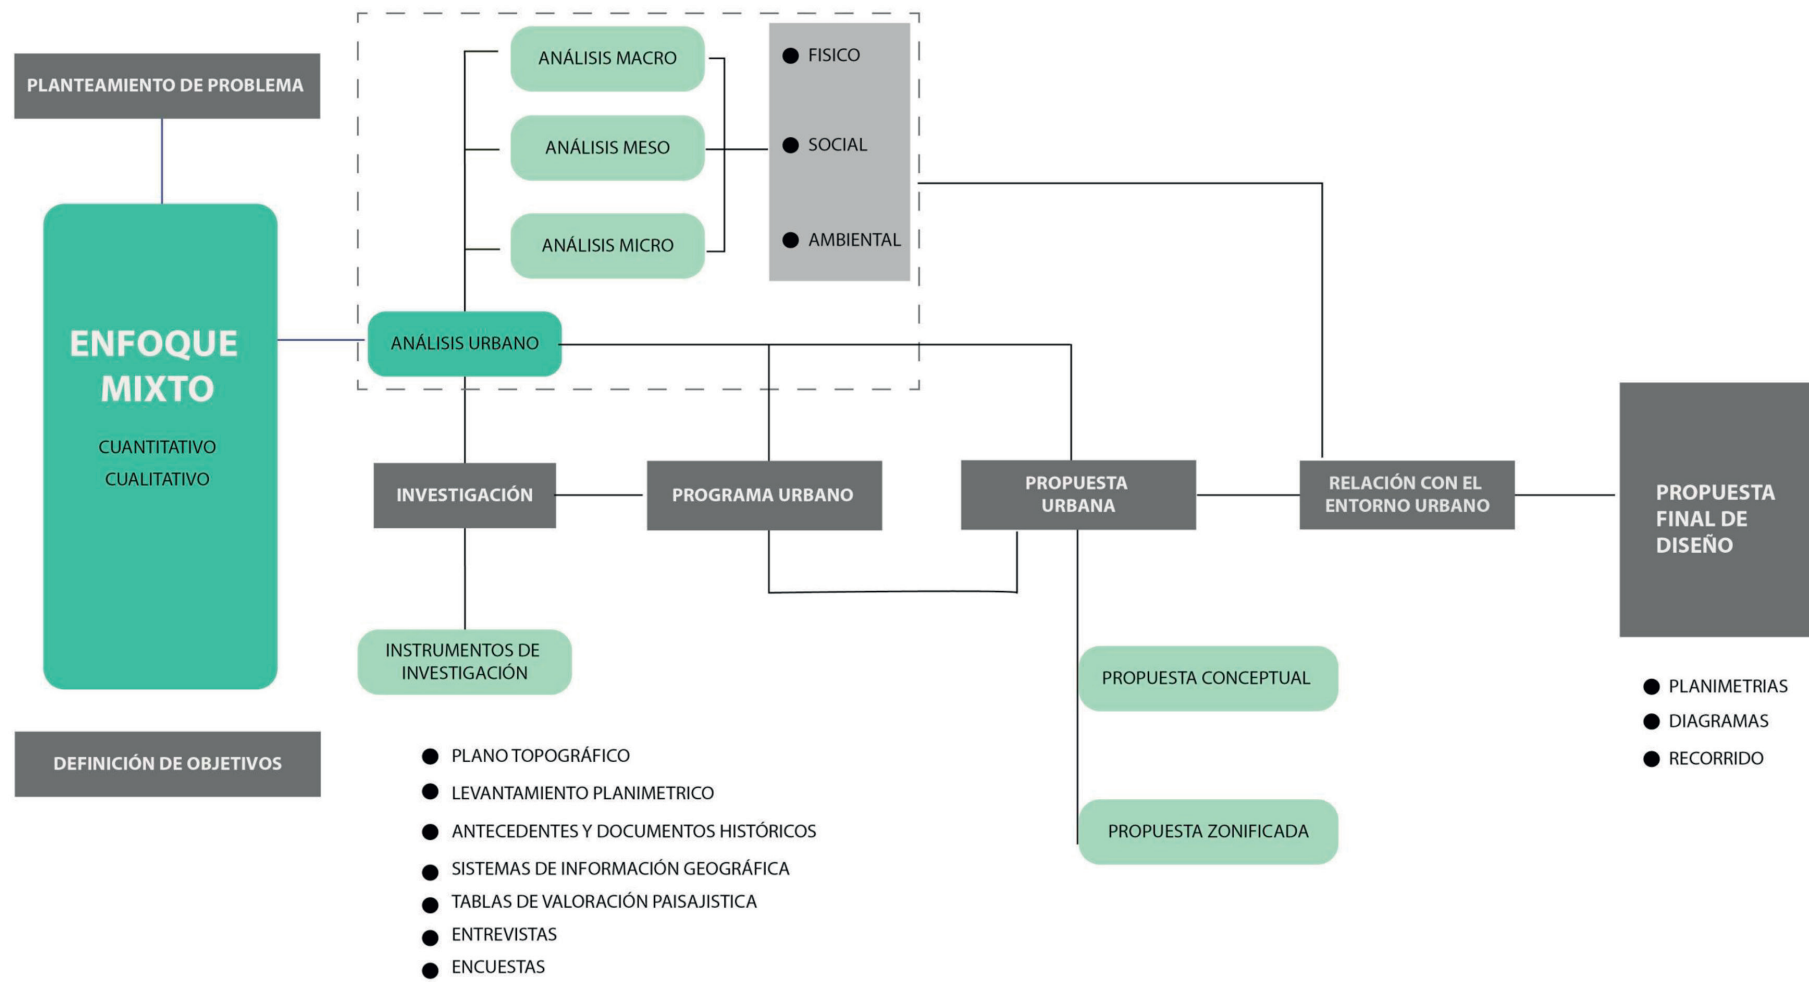 PLANTEAMIENTO DE PROBLEMA
ENFOQUE
MIXTO
CUANTITATIVO
CUALITATIVO
DEFINICIÓN DE OBJETIVOS
ANÁLISIS MACRO
ANÁLISIS MESO
ANÁLISIS MICRO
FISICO
SOCIAL
AMBIENTAL
ANÁLISIS URBANO
INVESTIGACIÓN
PROGRAMA URBANO
PROPUESTA
URBANA
RELACIÓN CON EL
ENTORNO URBANO
PROPUESTA
FINAL DE
DISEÑO
INSTRUMENTOS DE
INVESTIGACIÓN
PLANO TOPOGRÁFICO
LEVANTAMIENTO PLANIMETRICO
ANTECEDENTES Y DOCUMENTOS HISTÓRICOS
SISTEMAS DE INFORMACIÓN GEOGRÁFICA
TABLAS DE VALORACIÓN PAISAJISTICA
ENTREVISTAS
ENCUESTAS
PROPUESTA CONCEPTUAL
PROPUESTA ZONIFICADA
PLANIMETRIAS
DIAGRAMAS
RECORRIDO